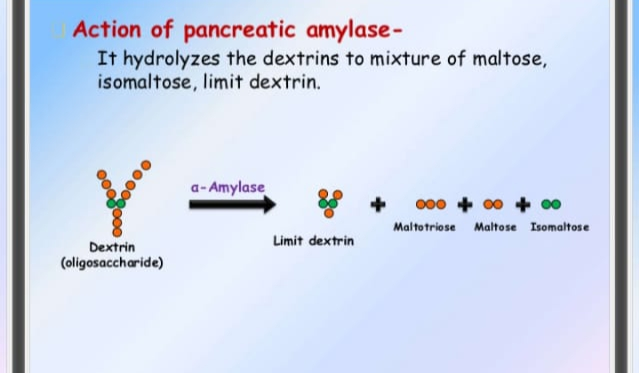 Action of pancreatic amylase-
It hydrolyzes the dextrins to mixture of maltose,
isomaltose, limit dextrin.
α-Amylase
Dextrin
(oligosaccharide)
Limit dextrin
Maltotriose
Maltose
Isomaltose